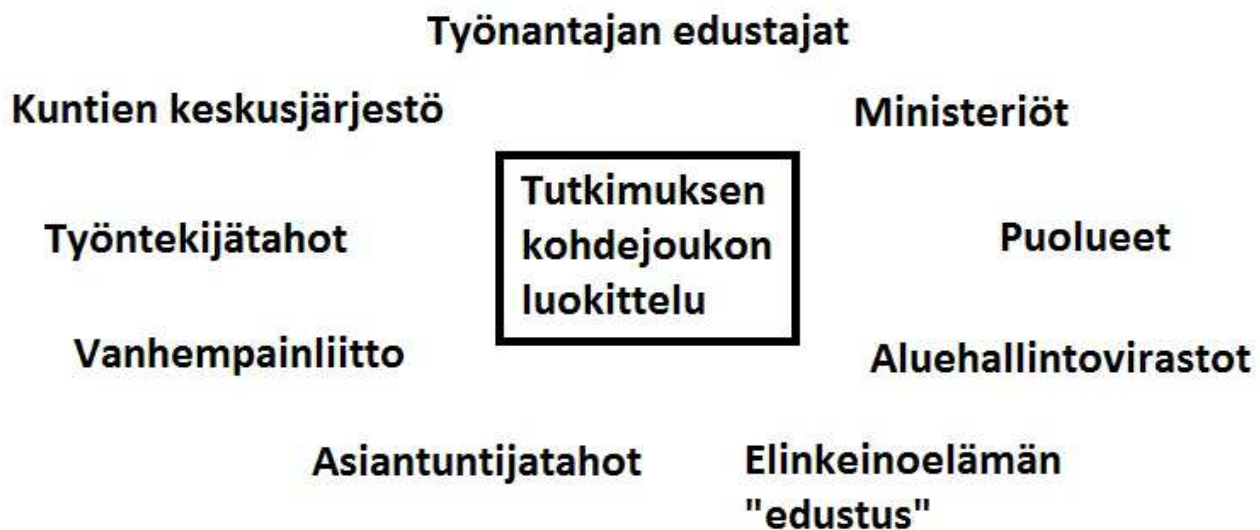 Työnantajan edustajat
Kuntien keskusjärjestö
Ministeriöt
Tutkimuksen
kohdejoukon
luokittelu
Työntekijätahot
Puolueet
Vanhempainliitto
Aluehallintovirastot
Asiantuntijatahot
Elinkeinoelämän
"edustus"